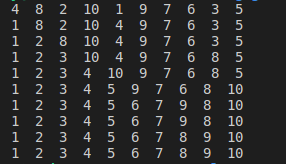 4 8 2 10 1 9 7 6 3 5
1 8 2 10 4 9 7 6 3 5
1 2 8 10 4 9 7 6 3 5
1 2 3 10 4 9 7 6 8 5
1 2 3 4 10 9 7 6 8 5
1 2 3 4 5 9 7 6 8 10
1 2 3 4 5 6 7 9 8 10
1 2 3 4 5 6 7 9 8 10
1 2 3 4 5 6 7 8 9 10
1 2 3 4 5 6 7 8 9 10